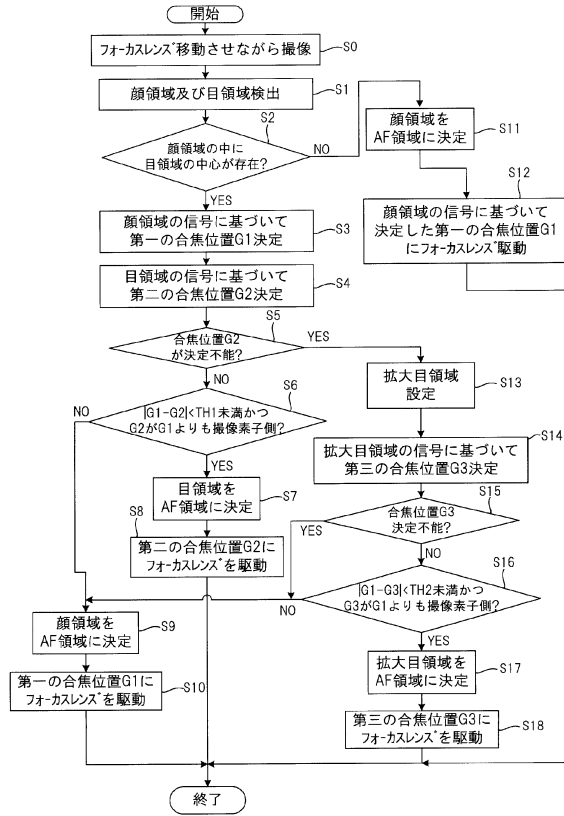 開始
フォーカスレンズ移動させながら撮像
S0
顔領域及び目領域検出
S1
顔領域の中に
目領域の中心が存在?
S2
NO
YES
顔領域を
AF領域に決定
S11
顔領域の信号に基づいて
決定した第一の合焦位置G1
にフォーカスレンズ駆動
S12
顔領域の信号に基づいて
第一の合焦位置G1決定
S3
目領域の信号に基づいて
第二の合焦位置G2決定
S4
合焦位置G2
が決定不能?
S5
YES
NO
|G1-G2|<TH1未満かつ
G2がG1よりも撮像素子側?
S6
NO
YES
目領域を
AF領域に決定
S7
第二の合焦位置G2に
フォーカスレンズを駆動
S8
拡大目領域
設定
S13
拡大目領域の信号に基づいて
第三の合焦位置G3決定
S14
合焦位置G3
決定不能?
S15
YES
NO
|G1-G3|<TH2未満かつ
G3がG1よりも撮像素子側?
S16
NO
YES
顔領域を
AF領域に決定
S9
第一の合焦位置G1に
フォーカスレンズを駆動
S10
拡大目領域を
AF領域に決定
S17
第三の合焦位置G3に
フォーカスレンズを駆動
S18
終了